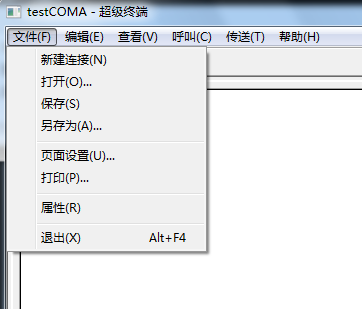 testCOMA - 超级终端
文件(F) 编辑(E) 查看(V) 呼叫(C) 传送(T) 帮助(H)
新建连接(N)
打开(O)...
保存(S)
另存为(A)...
页面设置(U)...
打印(P)...
属性(R)
退出(X) Alt+F4